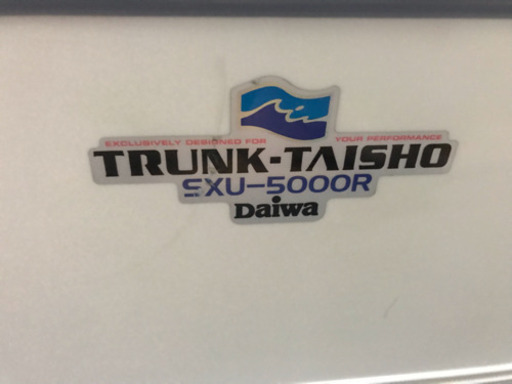 EXCLUSIVELY DESIGNED FOR YOUR PERFORMANCE
TRUNK-TAISHO
SXU-5000R
Daiwa